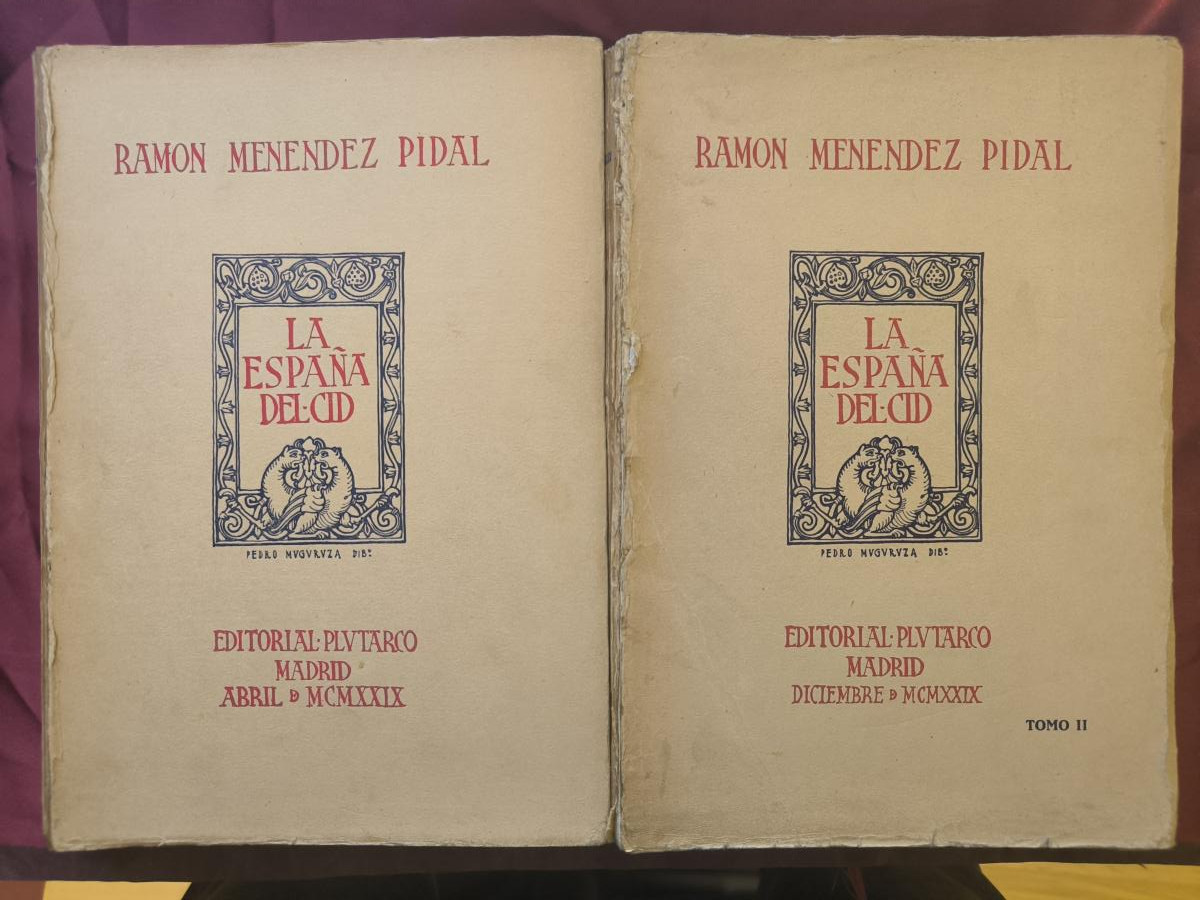 RAMON MENENDEZ PIDAL
LA
ESPAÑA
DEL·CID
PEDRO MVGVRVZA DIBº
EDITORIAL·PLVTARCO
MADRID
ABRIL D MCMXXIX
RAMON MENENDEZ PIDAL
LA
ESPAÑA
DEL·CID
PEDRO MVGVRVZA DIBº
EDITORIAL·PLVTARCO
MADRID
DICIEMBRE D MCMXXIX
TOMO II